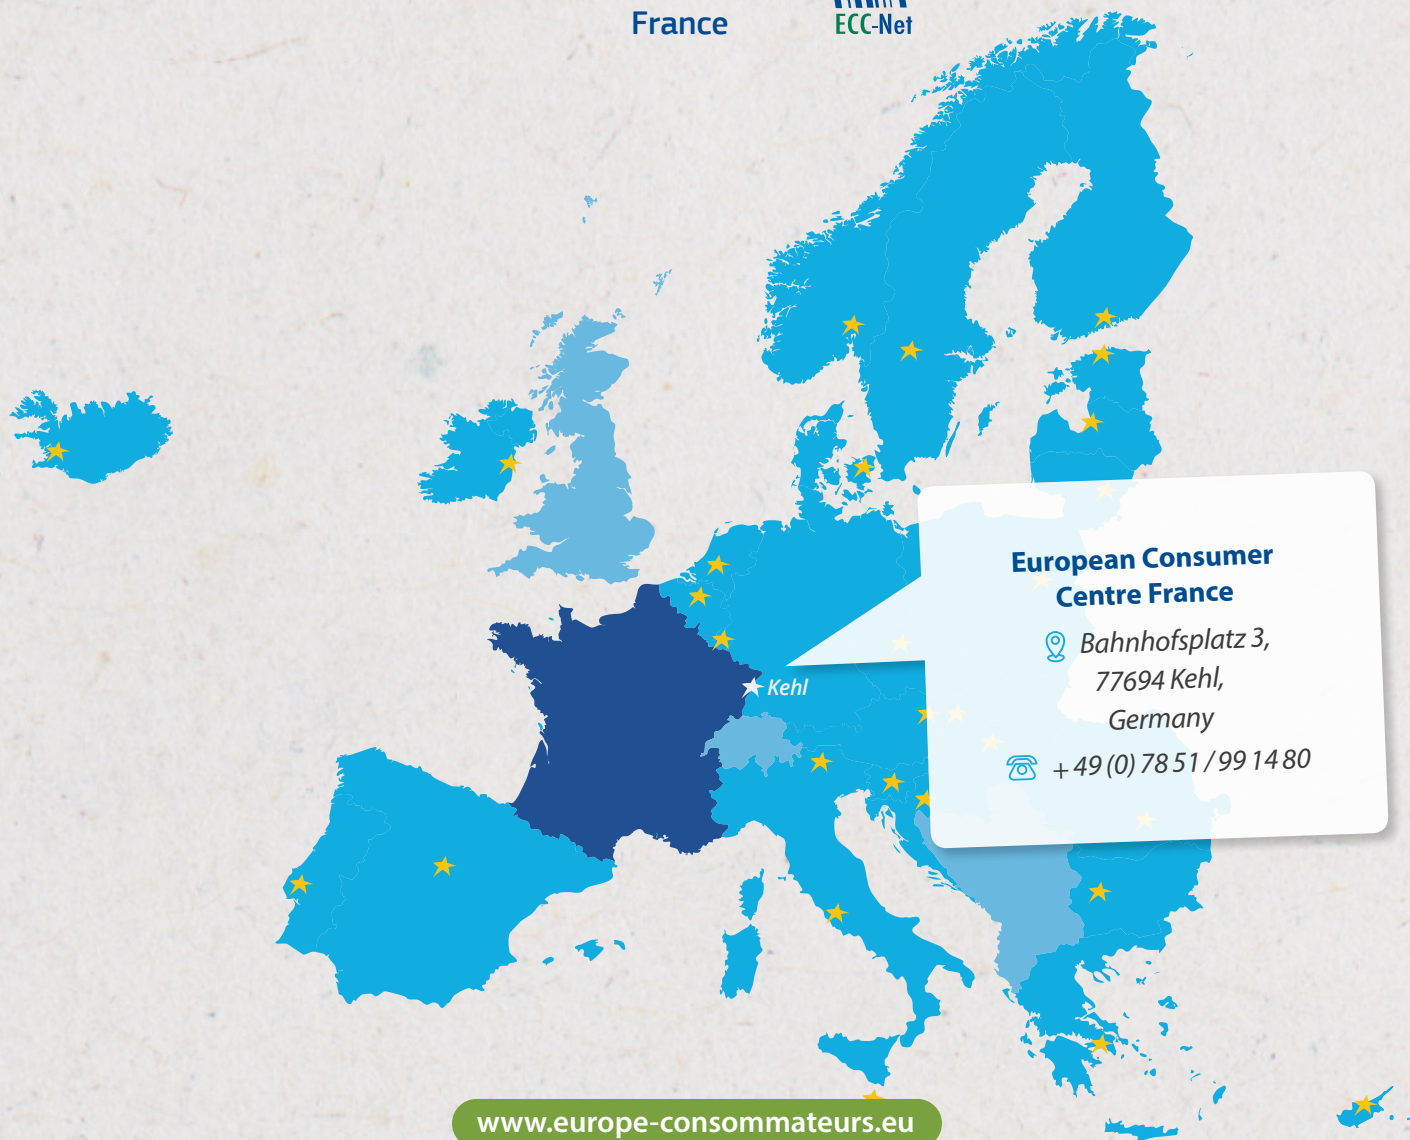 France
ECC-Net
European Consumer
Centre France
Bahnhofsplatz 3,
77694 Kehl,
Germany
+ 49 (0) 78 51 / 99 14 80
Kehl
www.europe-consommateurs.eu